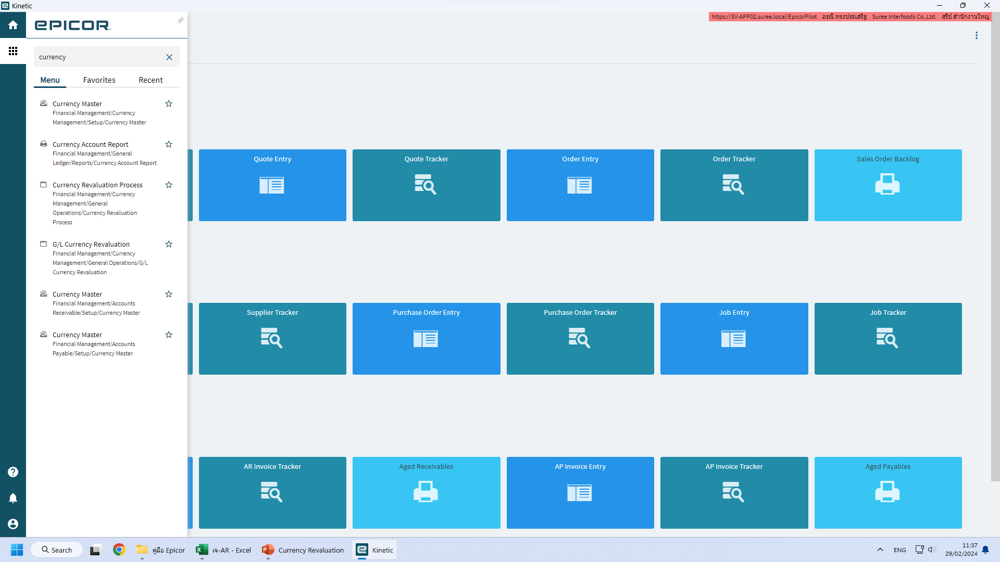 Kinetic
https://SV-APP02.suree.local/EpicorPilot อรุณี ทรงประเสริฐ Suree Interfoods Co.,Ltd. สุรีย์ สำนักงานใหญ่
EPICOR
currency
Menu Favorites Recent
Currency Master
Financial Management/Currency
Management/Setup/Currency Master
Currency Account Report
Financial Management/General
Ledger/Reports/Currency Account Report
Currency Revaluation Process
Financial Management/Currency
Management/General
Operations/Currency Revaluation
Process
G/L Currency Revaluation
Financial Management/Currency
Management/General Operations/G/L
Currency Revaluation
Currency Master
Financial Management/Accounts
Receivable/Setup/Currency Master
Currency Master
Financial Management/Accounts
Payable/Setup/Currency Master
Quote Entry Quote Tracker Order Entry Order Tracker Sales Order Backlog
Supplier Tracker Purchase Order Entry Purchase Order Tracker Job Entry Job Tracker
AR Invoice Tracker Aged Receivables AP Invoice Entry AP Invoice Tracker Aged Payables
Search คู่มือ Epicor เจ-AR - Excel Currency Revaluation Kinetic ENG 11:37
29/02/2024